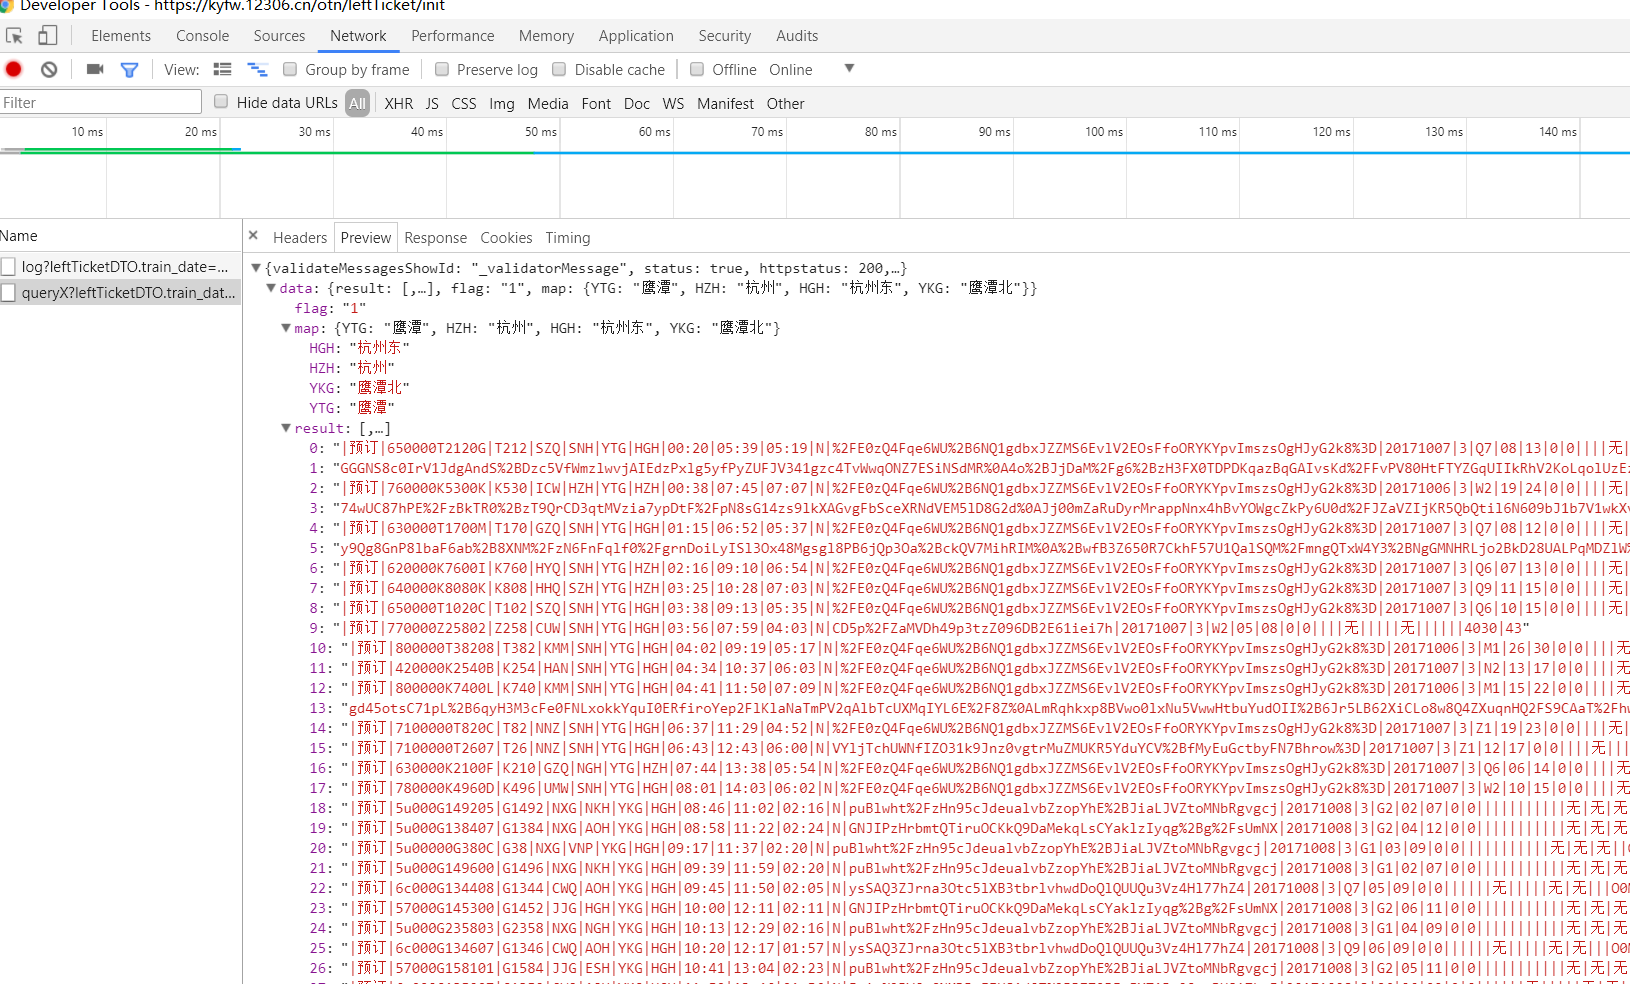 Developer Tools - https://kyfw.12306.cn/otn/leftTicket/init
Elements Console Sources Network Performance Memory Application Security Audits
View: Group by frame Preserve log Disable cache Offline Online
Filter Hide data URLs All XHR JS CSS Img Media Font Doc WS Manifest Other
10 ms 20 ms 30 ms 40 ms 50 ms 60 ms 70 ms 80 ms 90 ms 100 ms 110 ms 120 ms 130 ms 140 ms
Name
Headers Preview Response Cookies Timing
log?leftTicketDTO.train_date=...
queryX?leftTicketDTO.train_dat...
{validateMessagesShowId: "_validatorMessage", status: true, httpstatus: 200,…}
data: {result: [,…], flag: "1", map: {YTG: "鹰潭", HZH: "杭州", HGH: "杭州东", YKG: "鹰潭北"}}
flag: "1"
map: {YTG: "鹰潭", HZH: "杭州", HGH: "杭州东", YKG: "鹰潭北"}
HGH: "杭州东"
HZH: "杭州"
YKG: "鹰潭北"
YTG: "鹰潭"
result: [,…]
0: "|预订|650000T2120G|T212|SZQ|SNH|YTG|HGH|00:20|05:39|05:19|N|%2FE0zQ4Fqe6WU%2B6NQ1gdbxJZZMS6EvlV2EOsFfoORYKYpvImszsOgHJyG2k8%3D|20171007|3|Q7|08|13|0|0||||无|
1: "GGGNS8c0IrV1JdgAndS%2BDzc5VfWmzlwvjAIEdzPxlg5yfPyZUFJV341gzc4TvWwqONZ7ESiNSdMR%0A4o%2BJjDaM%2Fg6%2BzH3FX0TDPDKqazBqGAIvsKd%2FFvPV80HtFTYZGqUIIkRhV2KoLqolUzEz
2: "|预订|760000K5300K|K530|ICW|HZH|YTG|HZH|00:38|07:45|07:07|N|%2FE0zQ4Fqe6WU%2B6NQ1gdbxJZZMS6EvlV2EOsFfoORYKYpvImszsOgHJyG2k8%3D|20171006|3|W2|19|24|0|0||||无|
3: "74wUC87hPE%2FzBkTR0%2BzT9QrCD3qtMVzia7ypDtF%2FpN8sG14zs9lkXAGvgFbSceXRNdVEM5lD8G2d%0AJj00mZaRuDyrMrappNnx4hBvYOWgcZkPy6U0d%2FJZaVZIjKR5QbQtil6N609bJ1b7V1wkXv
4: "|预订|630000T1700M|T170|GZQ|SNH|YTG|HGH|01:15|06:52|05:37|N|%2FE0zQ4Fqe6WU%2B6NQ1gdbxJZZMS6EvlV2EOsFfoORYKYpvImszsOgHJyG2k8%3D|20171007|3|Q7|08|12|0|0||||无|
5: "y9Qg8GnP8lbaF6ab%2B8XNM%2FzN6FnFqlf0%2FgrnDoiLyISl3Ox48Mgsgl8PB6jQp3Oa%2BckQV7MihRIM%0A%2BwfB3Z650R7CkhF57U1QalSQM%2FmngQTxW4Y3%2BNgGMNHRLjo2BkD28UALPqMDZlW%
6: "|预订|620000K7600I|K760|HYQ|SNH|YTG|HZH|02:16|09:10|06:54|N|%2FE0zQ4Fqe6WU%2B6NQ1gdbxJZZMS6EvlV2EOsFfoORYKYpvImszsOgHJyG2k8%3D|20171007|3|Q6|07|13|0|0||||无|
7: "|预订|640000K8080K|K808|HHQ|SZH|YTG|HZH|03:25|10:28|07:03|N|%2FE0zQ4Fqe6WU%2B6NQ1gdbxJZZMS6EvlV2EOsFfoORYKYpvImszsOgHJyG2k8%3D|20171007|3|Q9|11|15|0|0||||无|
8: "|预订|650000T1020C|T102|SZQ|SNH|YTG|HGH|03:38|09:13|05:35|N|%2FE0zQ4Fqe6WU%2B6NQ1gdbxJZZMS6EvlV2EOsFfoORYKYpvImszsOgHJyG2k8%3D|20171007|3|Q6|10|15|0|0||||无|
9: "|预订|770000Z25802|Z258|CUW|SNH|YTG|HGH|03:56|07:59|04:03|N|CD5p%2FZaMVDh49p3tzZ096DB2E61iei7h|20171007|3|W2|05|08|0|0||||无|||||无||||||4030|43"
10: "|预订|800000T38208|T382|KMM|SNH|YTG|HGH|04:02|09:19|05:17|N|%2FE0zQ4Fqe6WU%2B6NQ1gdbxJZZMS6EvlV2EOsFfoORYKYpvImszsOgHJyG2k8%3D|20171006|3|M1|26|30|0|0||||无
11: "|预订|420000K2540B|K254|HAN|SNH|YTG|HGH|04:34|10:37|06:03|N|%2FE0zQ4Fqe6WU%2B6NQ1gdbxJZZMS6EvlV2EOsFfoORYKYpvImszsOgHJyG2k8%3D|20171007|3|N2|13|17|0|0||||无
12: "|预订|800000K7400L|K740|KMM|SNH|YTG|HGH|04:41|11:50|07:09|N|%2FE0zQ4Fqe6WU%2B6NQ1gdbxJZZMS6EvlV2EOsFfoORYKYpvImszsOgHJyG2k8%3D|20171006|3|M1|15|22|0|0||||无
13: "gd45otsC71pL%2B6qyH3M3cFe0FNLxokkYquI0ERfiroYep2FlKlaNaTmPV2qAlbTcUXMqIYL6E%2F8Z%0ALmRqhkxp8BVwo0lxNu5VwwHtbuYudOII%2B6Jr5LB62XiCLo8w8Q4ZXuqnHQ2FS9CAaT%2Fhw
14: "|预订|7100000T820C|T82|NNZ|SNH|YTG|HGH|06:37|11:29|04:52|N|%2FE0zQ4Fqe6WU%2B6NQ1gdbxJZZMS6EvlV2EOsFfoORYKYpvImszsOgHJyG2k8%3D|20171007|3|Z1|19|23|0|0||||无|
15: "|预订|7100000T2607|T26|NNZ|SNH|YTG|HGH|06:43|12:43|06:00|N|VYljTchUWNfIZO31k9Jnz0vgtrMuZMUKR5YduYCV%2BfMyEuGctbyFN7Bhrow%3D|20171007|3|Z1|12|17|0|0||||无|||
16: "|预订|630000K2100F|K210|GZQ|NGH|YTG|HZH|07:44|13:38|05:54|N|%2FE0zQ4Fqe6WU%2B6NQ1gdbxJZZMS6EvlV2EOsFfoORYKYpvImszsOgHJyG2k8%3D|20171007|3|Q6|06|14|0|0||||无
17: "|预订|780000K4960D|K496|UMW|SNH|YTG|HGH|08:01|14:03|06:02|N|%2FE0zQ4Fqe6WU%2B6NQ1gdbxJZZMS6EvlV2EOsFfoORYKYpvImszsOgHJyG2k8%3D|20171007|3|W2|10|15|0|0||||无
18: "|预订|5u000G149205|G1492|NXG|NKH|YKG|HGH|08:46|11:02|02:16|N|puBlwht%2FzHn95cJdeualvbZzopYhE%2BJiaLJVZtoMNbRgvgcj|20171008|3|G2|02|07|0|0|||||||||||无|无|无
19: "|预订|5u000G138407|G1384|NXG|AOH|YKG|HGH|08:58|11:22|02:24|N|GNJIPzHrbmtQTiruOCKkQ9DaMekqLsCYaklzIyqg%2Bg%2FsUmNX|20171008|3|G2|04|12|0|0|||||||||||无|无|无
20: "|预订|5u00000G380C|G38|NXG|VNP|YKG|HGH|09:17|11:37|02:20|N|puBlwht%2FzHn95cJdeualvbZzopYhE%2BJiaLJVZtoMNbRgvgcj|20171008|3|G1|03|09|0|0|||||||||||无|无|无||
21: "|预订|5u000G149600|G1496|NXG|NKH|YKG|HGH|09:39|11:59|02:20|N|puBlwht%2FzHn95cJdeualvbZzopYhE%2BJiaLJVZtoMNbRgvgcj|20171008|3|G1|02|07|0|0|||||||||||无|无|无
22: "|预订|6c000G134408|G1344|CWQ|AOH|YKG|HGH|09:45|11:50|02:05|N|ysSAQ3ZJrna3Otc5lXB3tbrlvhwdDoQlQUUQu3Vz4Hl77hZ4|20171008|3|Q7|05|09|0|0||||||无|||||无|无|||O0M
23: "|预订|57000G145300|G1452|JJG|HGH|YKG|HGH|10:00|12:11|02:11|N|GNJIPzHrbmtQTiruOCKkQ9DaMekqLsCYaklzIyqg%2Bg%2FsUmNX|20171008|3|G2|06|11|0|0|||||||||||无|无|无
24: "|预订|5u000G235803|G2358|NXG|NGH|YKG|HGH|10:13|12:29|02:16|N|puBlwht%2FzHn95cJdeualvbZzopYhE%2BJiaLJVZtoMNbRgvgcj|20171008|3|G1|04|09|0|0|||||||||||无|无|无
25: "|预订|6c000G134607|G1346|CWQ|AOH|YKG|HGH|10:20|12:17|01:57|N|ysSAQ3ZJrna3Otc5lXB3tbrlvhwdDoQlQUUQu3Vz4Hl77hZ4|20171008|3|Q9|06|09|0|0||||||无|||||无|无|||O0M
26: "|预订|57000G158101|G1584|JJG|ESH|YKG|HGH|10:41|13:04|02:23|N|puBlwht%2FzHn95cJdeualvbZzopYhE%2BJiaLJVZtoMNbRgvgcj|20171008|3|G2|05|11|0|0|||||||||||无|无|无